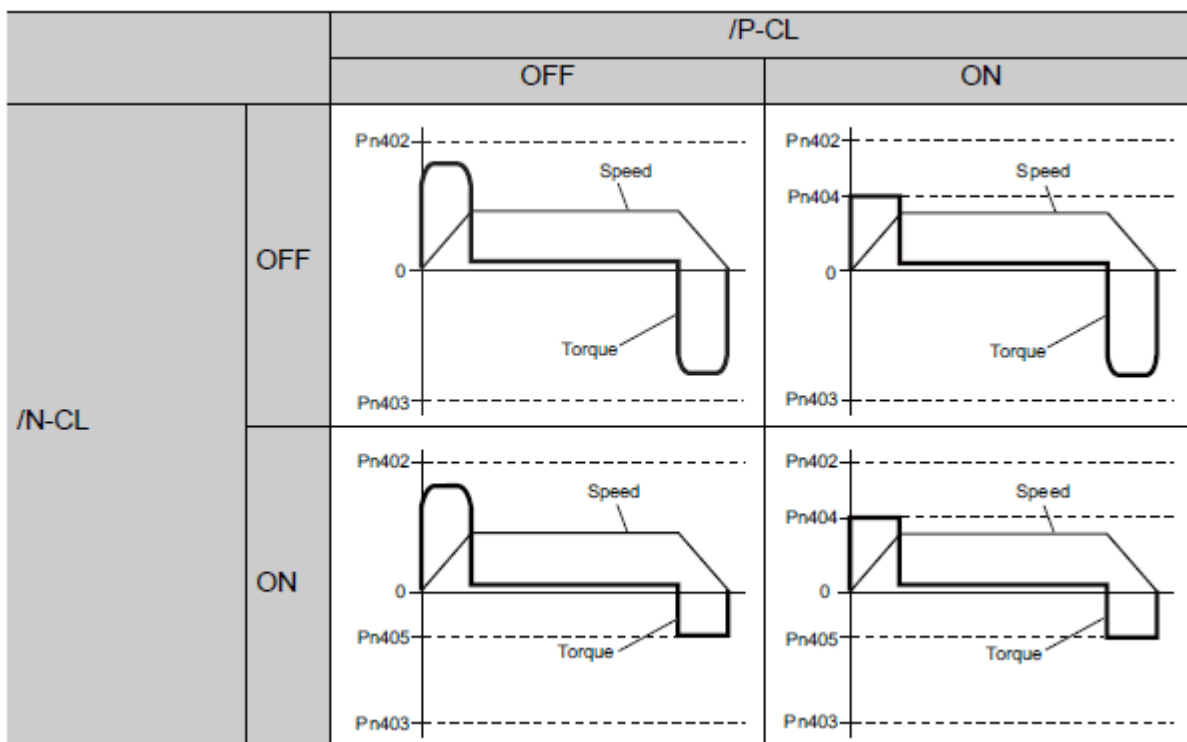 /P-CL
OFF
ON
/N-CL
OFF
Pn402
Speed
0
Torque
Pn403
Pn402
Speed
Pn404
0
Torque
Pn403
ON
Pn402
Speed
0
Pn405
Torque
Pn403
Pn402
Speed
Pn404
0
Pn405
Torque
Pn403